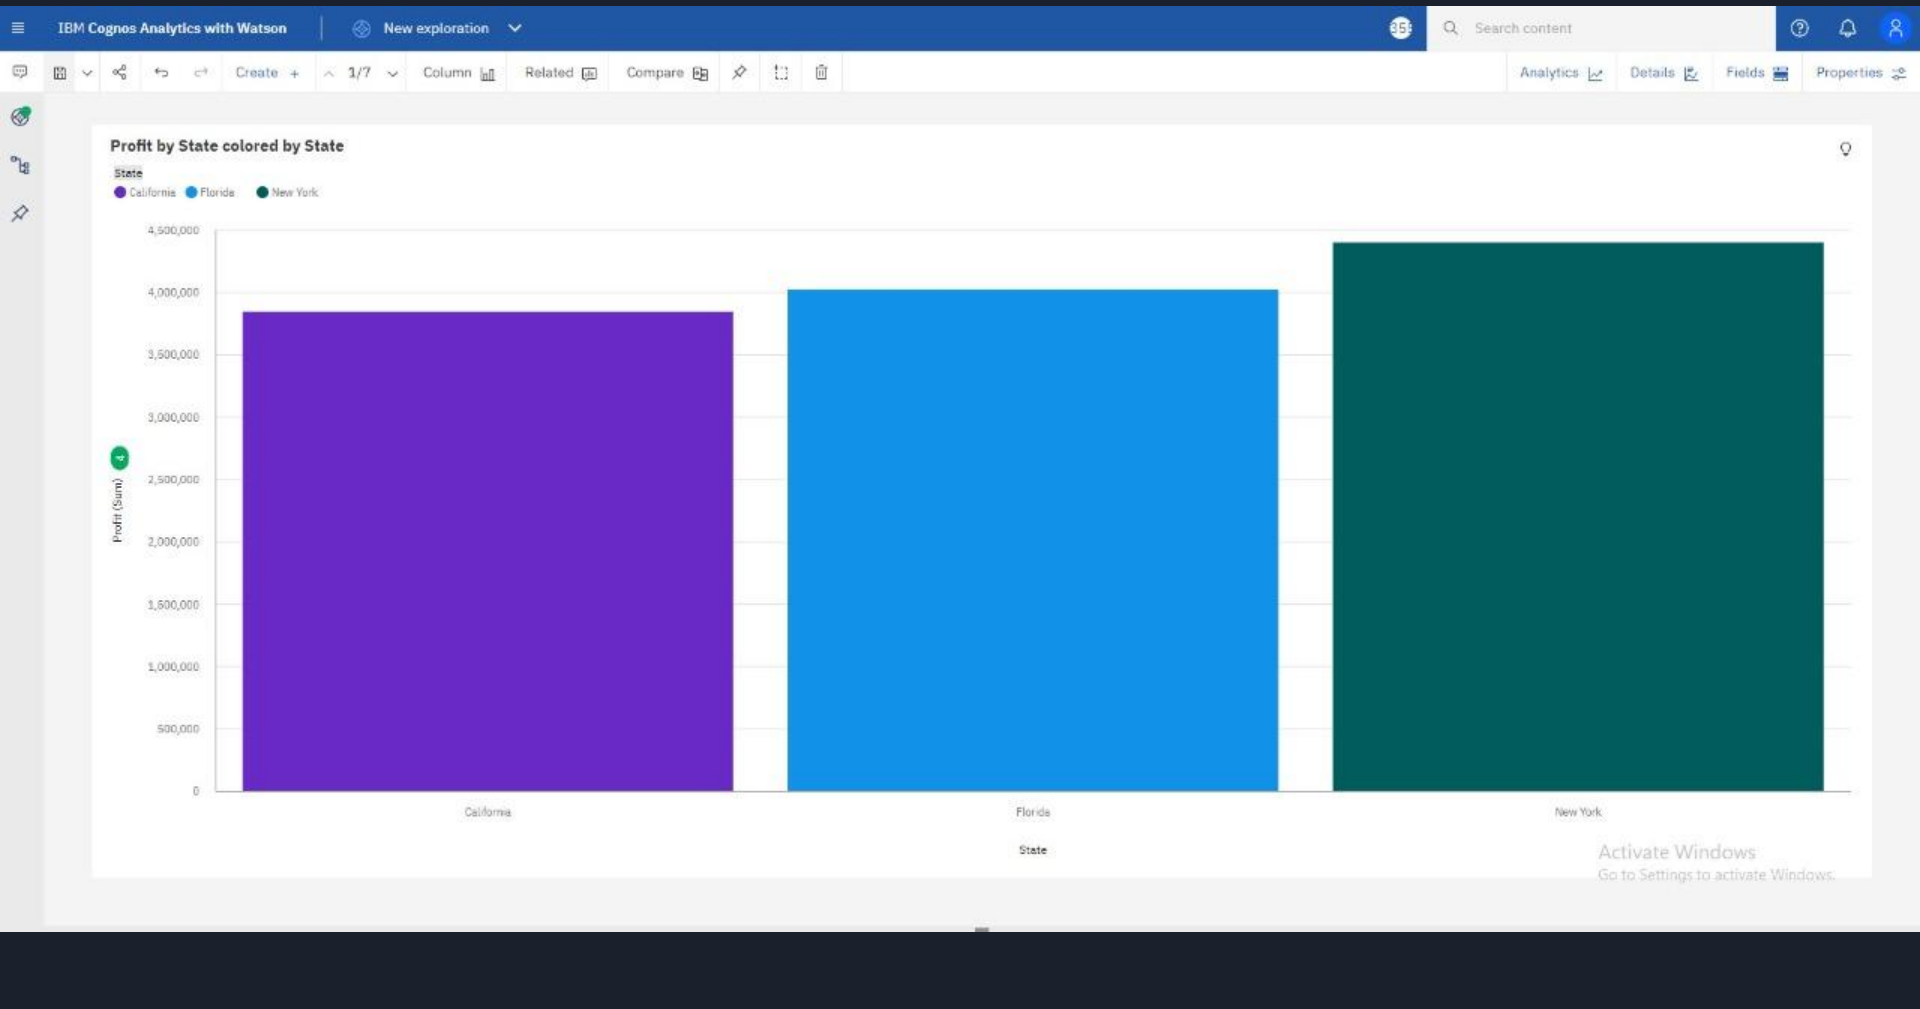 IBM Cognos Analytics with Watson
New exploration
Search content
Create +
1/7
Column
Related
Compare
Analytics
Details
Fields
Properties
Profit by State colored by State
State
California Florida New York
4,500,000
4,000,000
3,500,000
3,000,000
2,500,000
2,000,000
1,500,000
1,000,000
500,000
0
Profit (Sum)
4
California Florida New York
State
Activate Windows
Go to Settings to activate Windows.